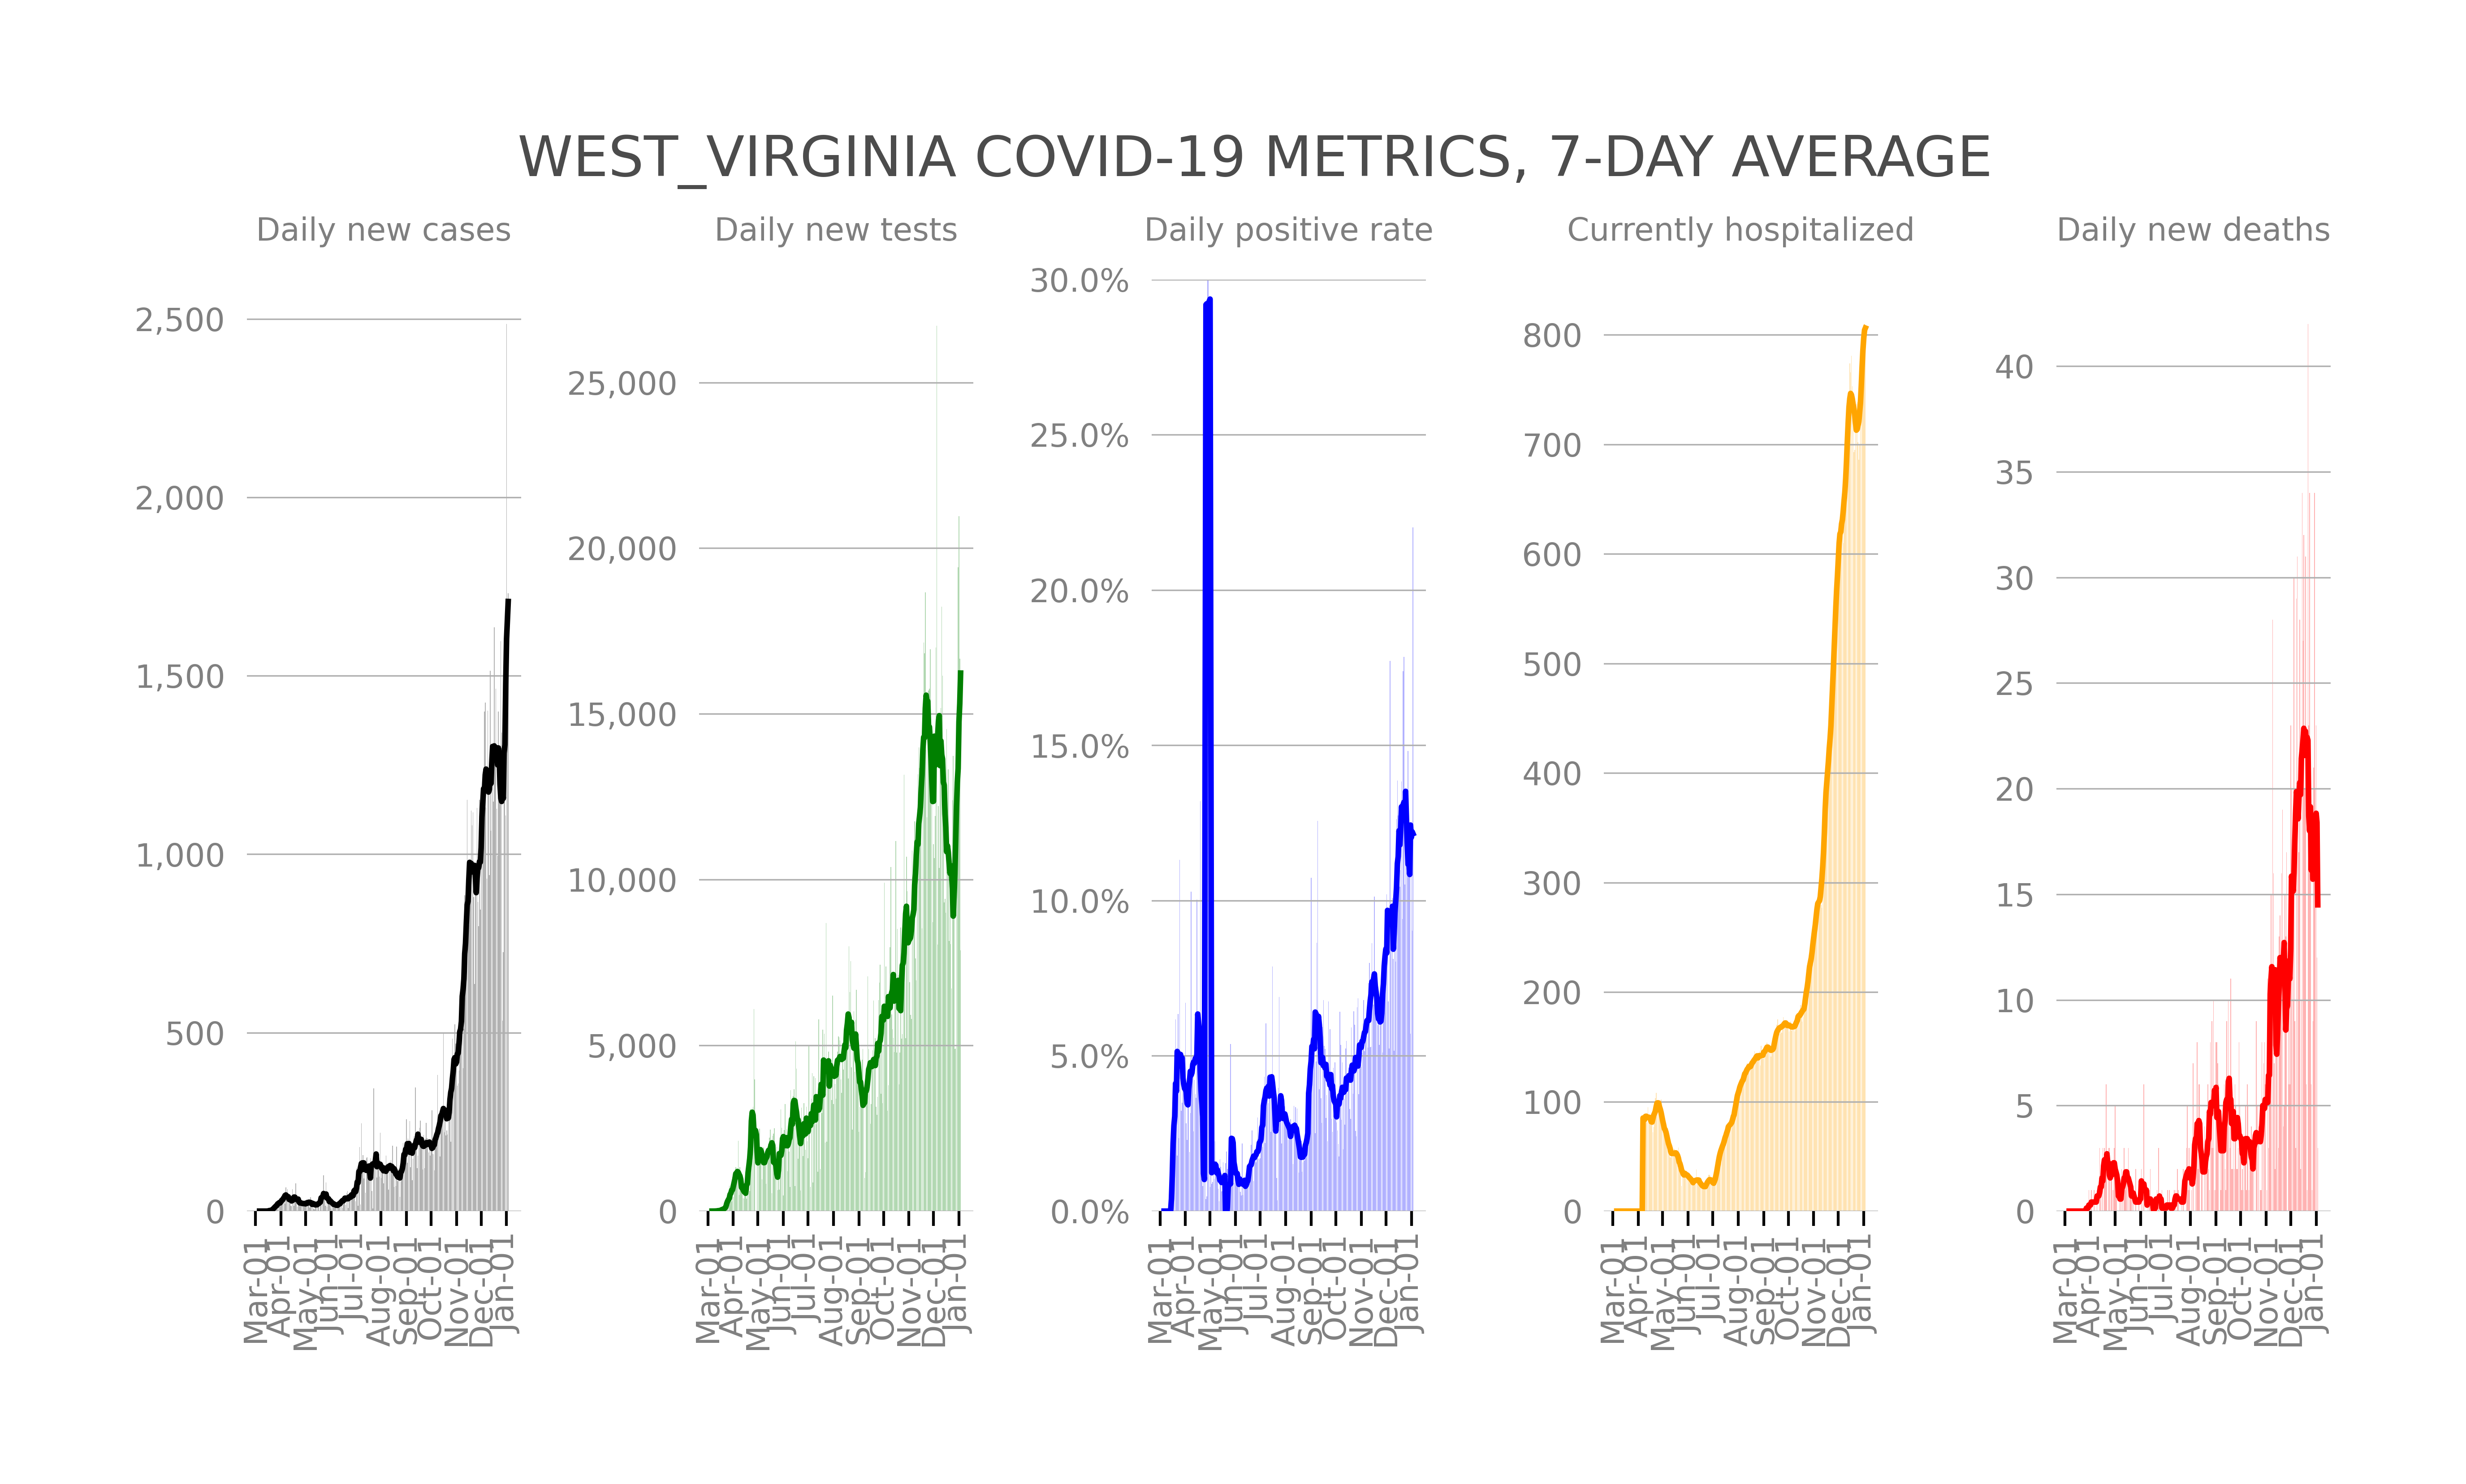 WEST_VIRGINIA COVID-19 METRICS, 7-DAY AVERAGE
Daily new cases
2,500
2,000
1,500
1,000
500
0
Mar-01
Apr-01
May-01
Jun-01
Jul-01
Aug-01
Sep-01
Oct-01
Nov-01
Dec-01
Jan-01
Daily new tests
25,000
20,000
15,000
10,000
5,000
0
Mar-01
Apr-01
May-01
Jun-01
Jul-01
Aug-01
Sep-01
Oct-01
Nov-01
Dec-01
Jan-01
Daily positive rate
30.0%
25.0%
20.0%
15.0%
10.0%
5.0%
0.0%
Mar-01
Apr-01
May-01
Jun-01
Jul-01
Aug-01
Sep-01
Oct-01
Nov-01
Dec-01
Jan-01
Currently hospitalized
800
700
600
500
400
300
200
100
0
Mar-01
Apr-01
May-01
Jun-01
Jul-01
Aug-01
Sep-01
Oct-01
Nov-01
Dec-01
Jan-01
Daily new deaths
40
35
30
25
20
15
10
5
0
Mar-01
Apr-01
May-01
Jun-01
Jul-01
Aug-01
Sep-01
Oct-01
Nov-01
Dec-01
Jan-01